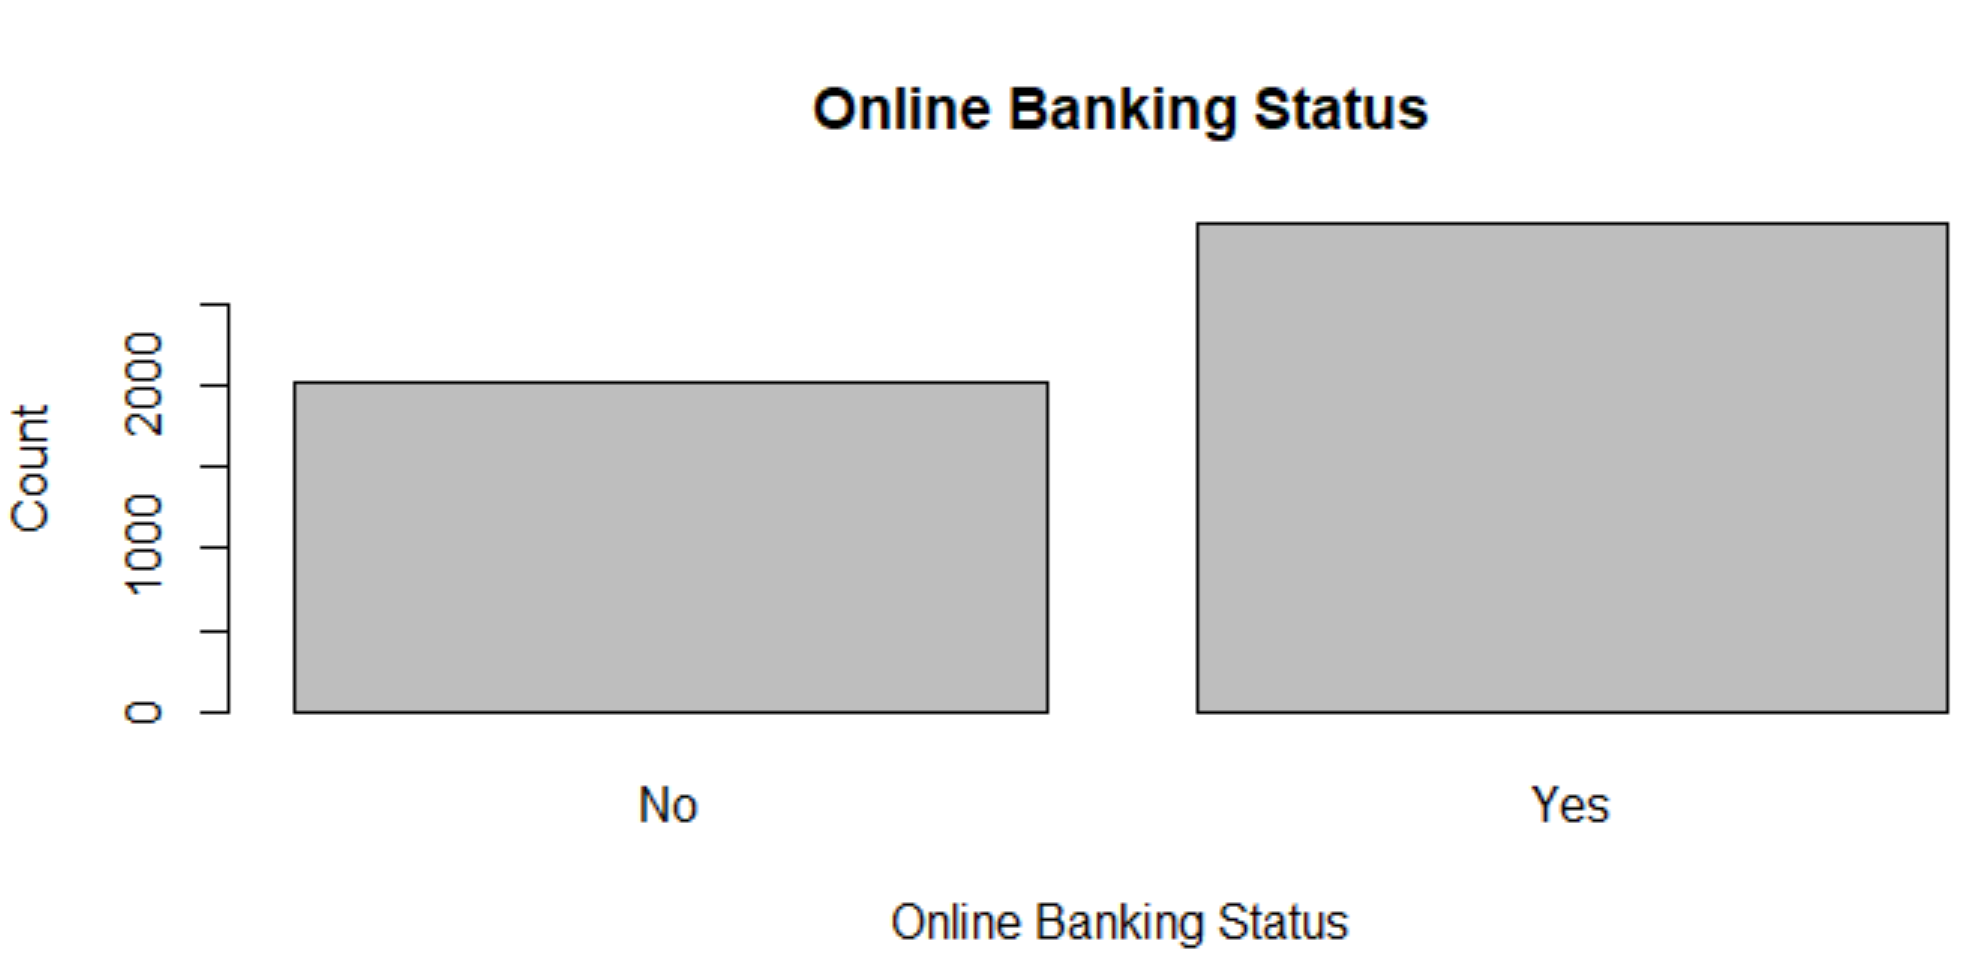 Online Banking Status
Count
2000
1000
0
No
Yes
Online Banking Status